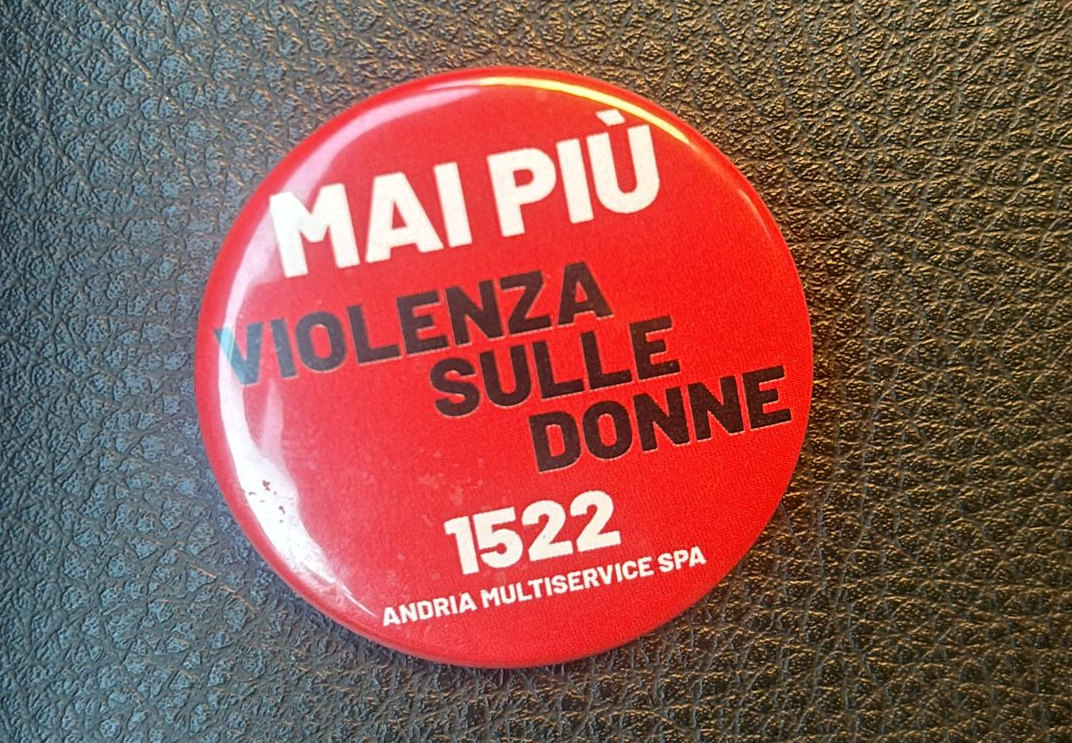 MAI PIÙ
VIOLENZA
SULLE
DONNE
1522
ANDRIA MULTISERVICE SPA